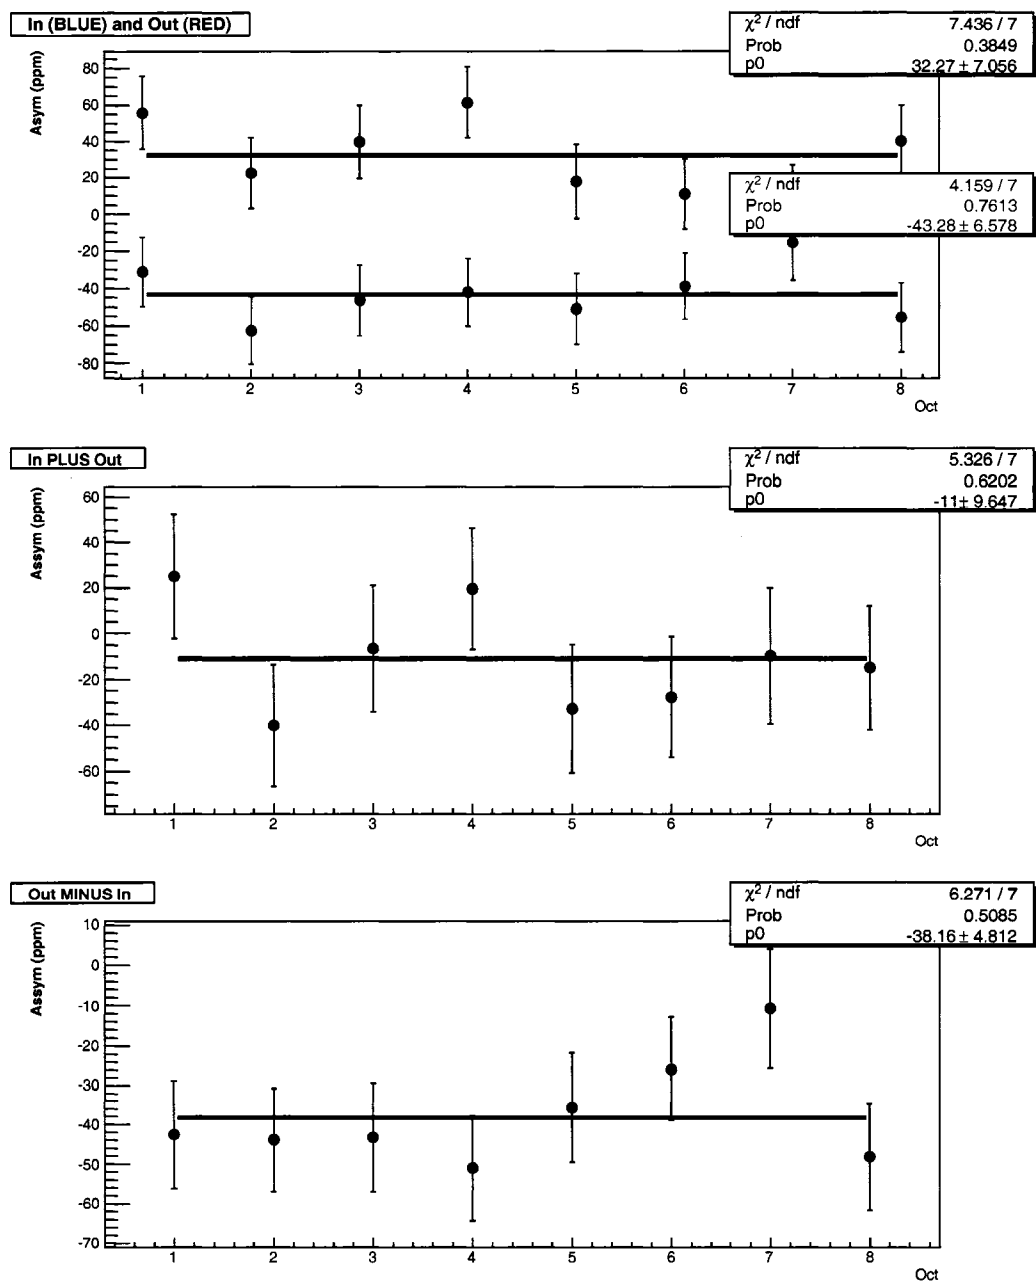 In (BLUE) and Out (RED)
χ² / ndf 7.436 / 7
Prob 0.3849
p0 32.27 ± 7.056
Asym (ppm)
80
60
40
20
0
-20
-40
-60
-80
χ² / ndf 4.159 / 7
Prob 0.7613
p0 -43.28 ± 6.578
1 2 3 4 5 6 7 8
Oct
In PLUS Out
χ² / ndf 5.326 / 7
Prob 0.6202
p0 -11± 9.647
Assym (ppm)
60
40
20
0
-20
-40
-60
1 2 3 4 5 6 7 8
Oct
Out MINUS In
χ² / ndf 6.271 / 7
Prob 0.5085
p0 -38.16 ± 4.812
Assym (ppm)
10
0
-10
-20
-30
-40
-50
-60
-70
1 2 3 4 5 6 7 8
Oct